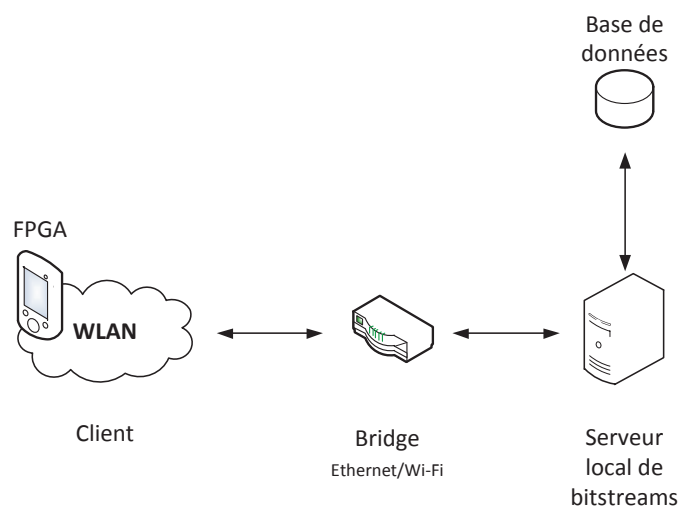 Base de
données
FPGA
WLAN
Client
Bridge
Ethernet/Wi-Fi
Serveur
local de
bitstreams